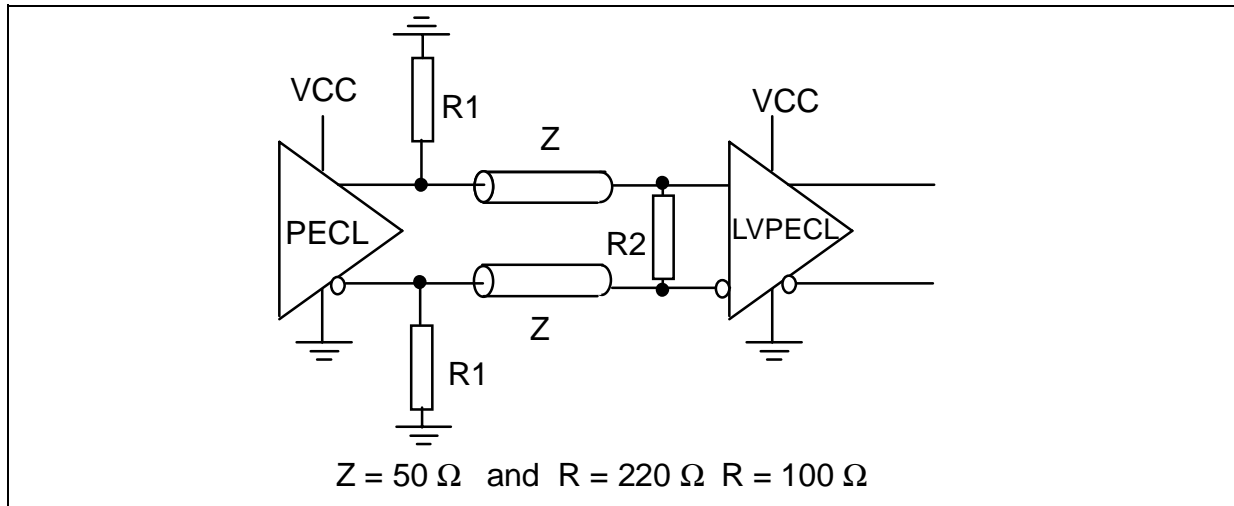 VCC
R1
VCC
Z
PECL
R2
LVPECL
Z
R1
Z = 50 Ω and R = 220 Ω R = 100 Ω